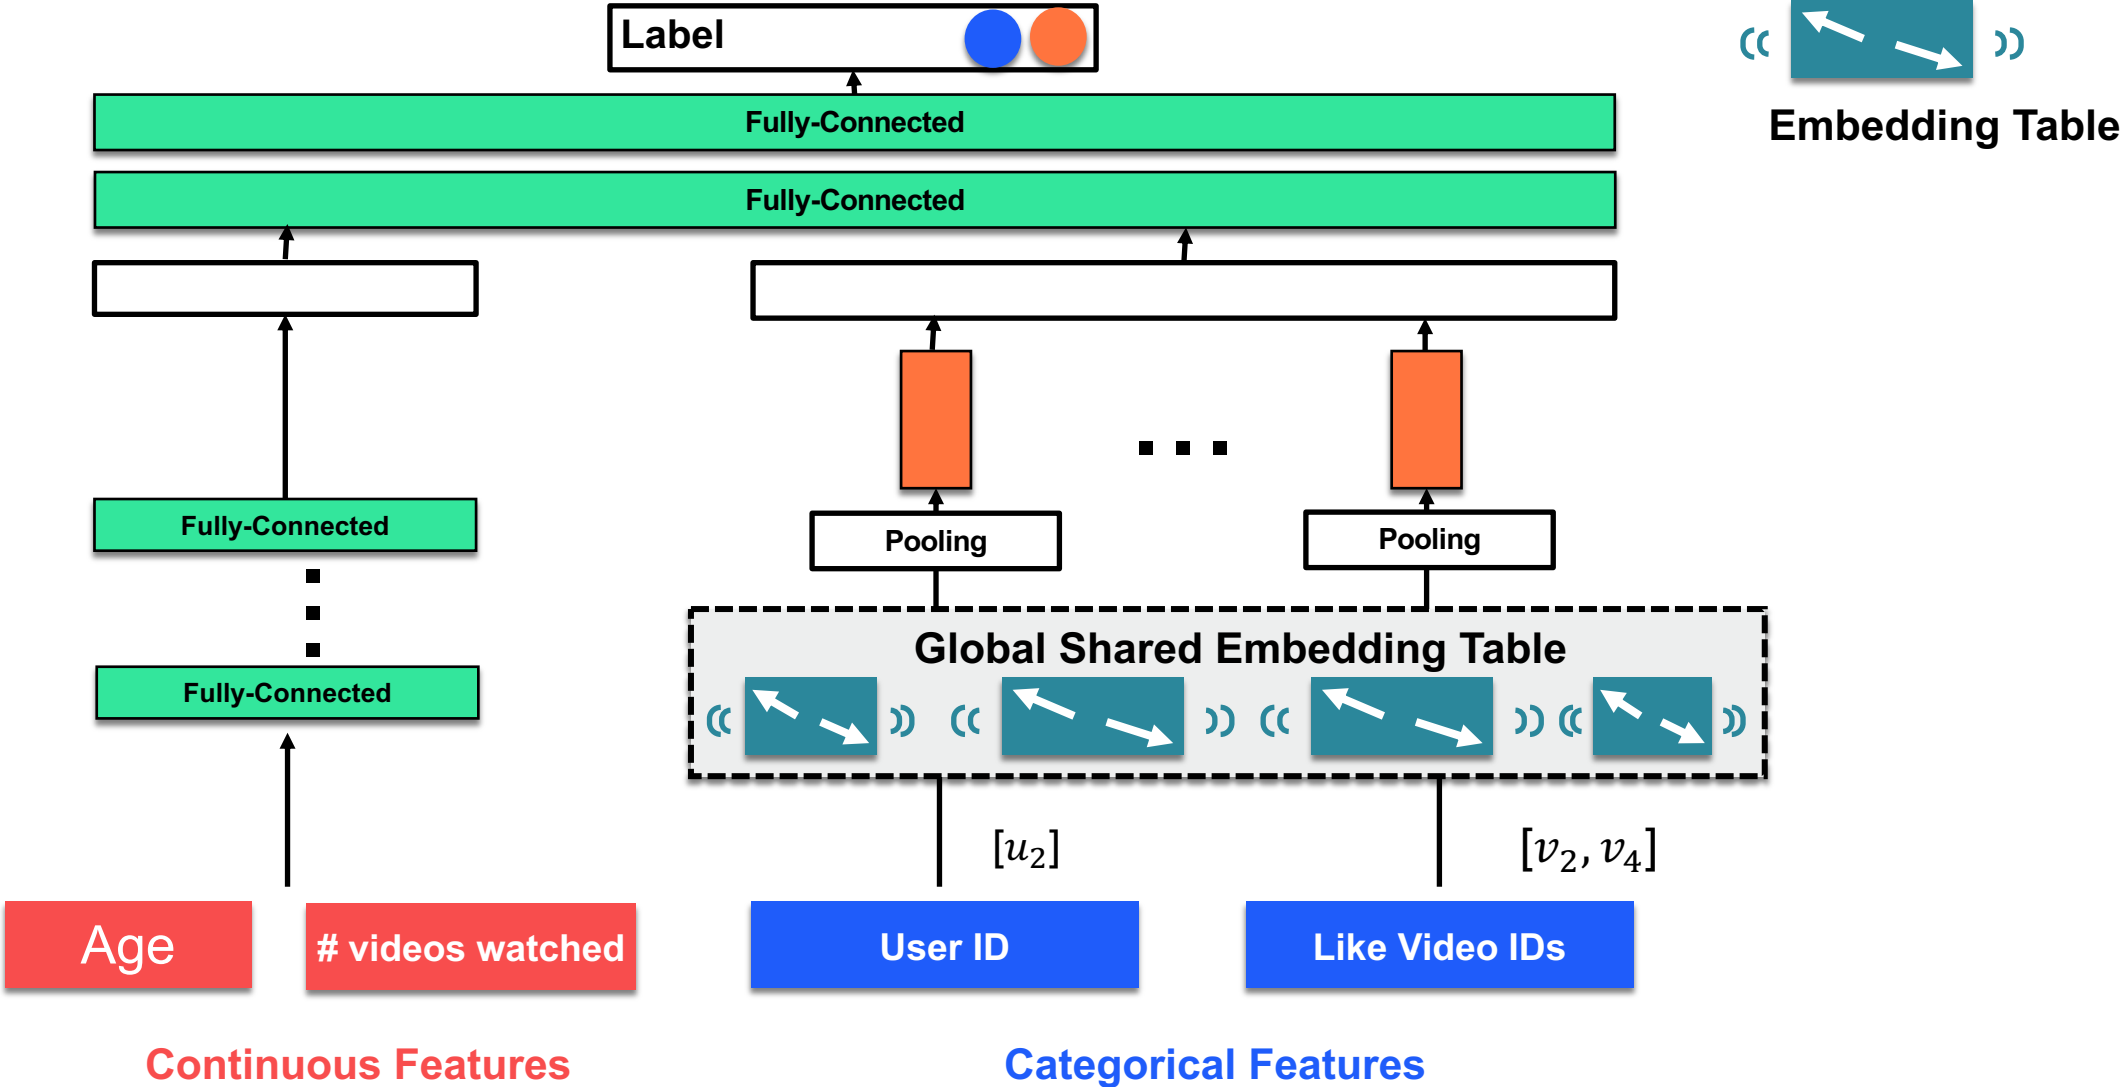 Label
Embedding Table
Fully-Connected
Fully-Connected
Fully-Connected
Pooling
Pooling
Global Shared Embedding Table
Fully-Connected
[u₂]
[v₂, v₄]
Age
# videos watched
User ID
Like Video IDs
Continuous Features
Categorical Features